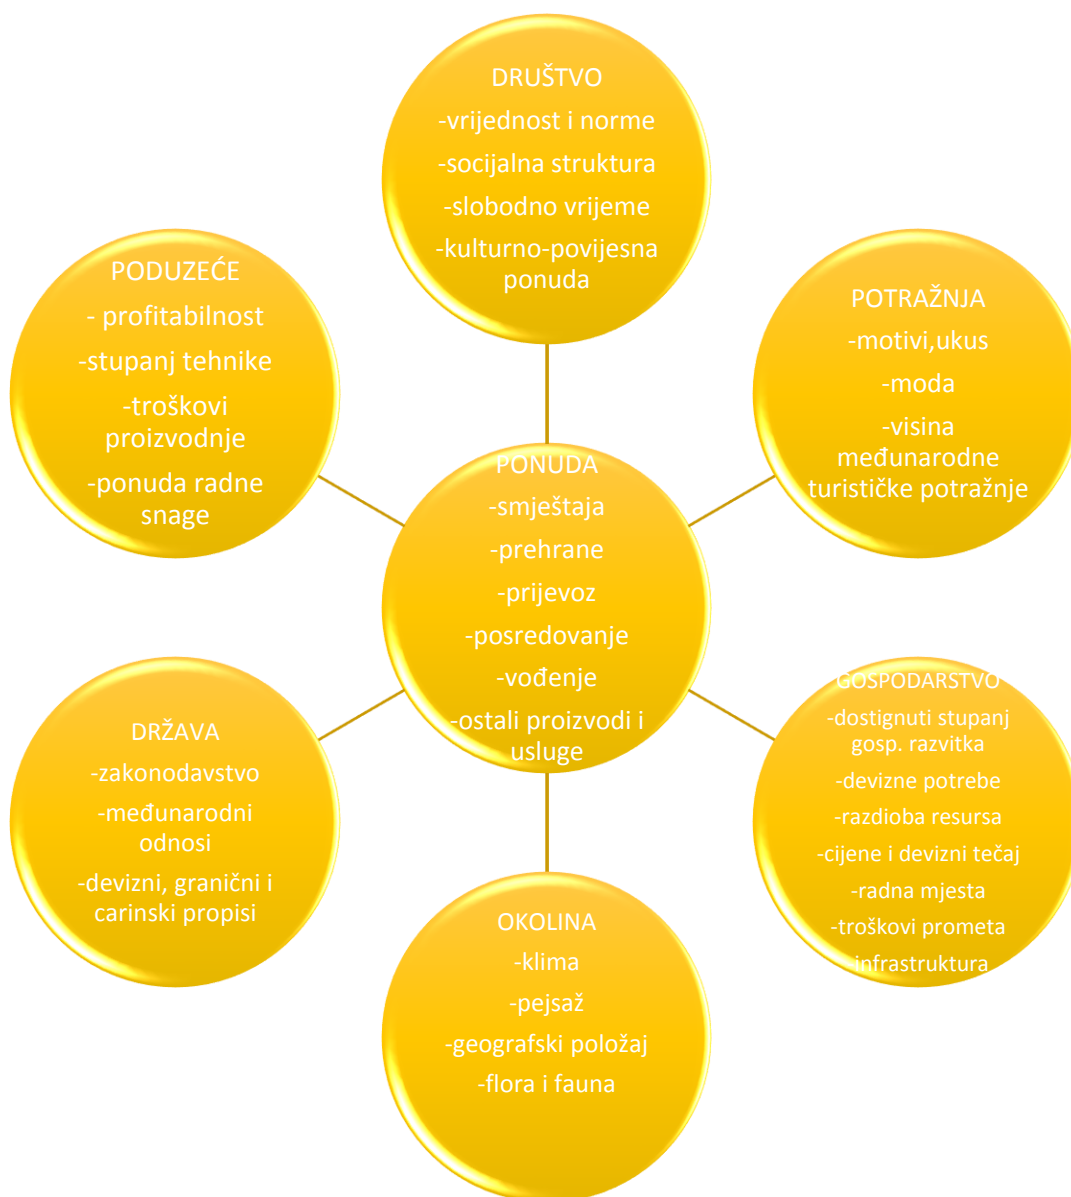 DRUŠTVO
-vrijednost i norme
-socijalna struktura
-slobodno vrijeme
-kulturno-povijesna
ponuda
PODUZEĆE
- profitabilnost
-stupanj tehnike
-troškovi
proizvodnje
-ponuda radne
snage
POTRAŽNJA
-motivi,ukus
-moda
-visina
međunarodne
turističke potražnje
PONUDA
-smještaja
-prehrane
-prijevoz
-posredovanje
-vođenje
-ostali proizvodi i
usluge
DRŽAVA
-zakonodavstvo
-međunarodni
odnosi
-devizni, granični i
carinski propisi
GOSPODARSTVO
-dostignuti stupanj
gosp. razvitka
-devizne potrebe
-razdioba resursa
-cijene i devizni tečaj
-radna mjesta
-troškovi prometa
-infrastruktura
OKOLINA
-klima
-pejsaž
-geografski položaj
-flora i fauna